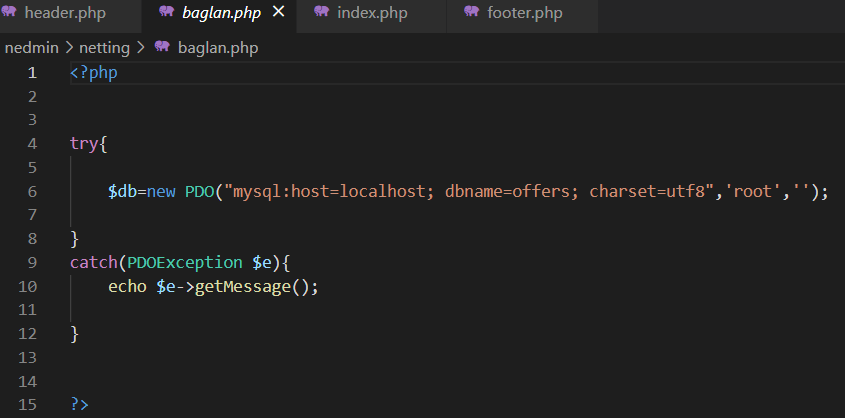 header.php baglan.php index.php footer.php
nedmin > netting > baglan.php
1 <?php
2
3
4 try{
5
6 $db=new PDO("mysql:host=localhost; dbname=offers; charset=utf8",'root','');
7
8 }
9 catch(PDOException $e){
10 echo $e->getMessage();
11
12 }
13
14
15 ?>